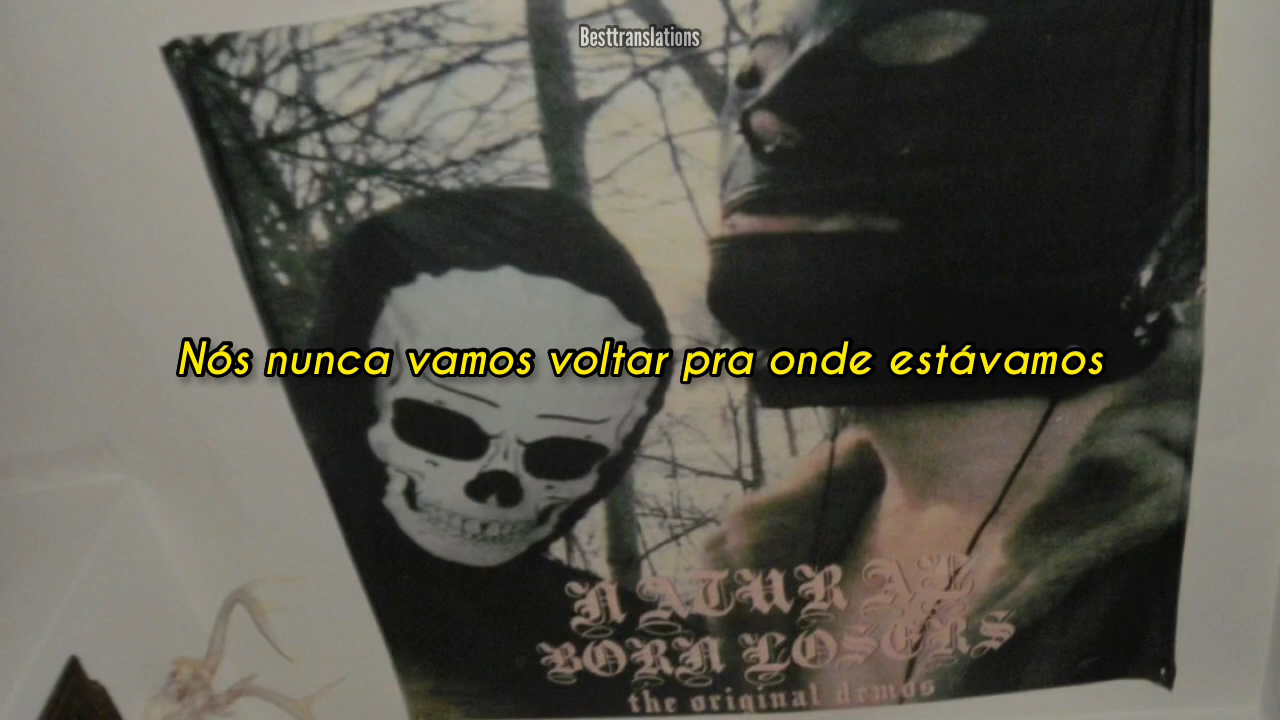 Besttranslations
Nós nunca vamos voltar pra onde estávamos
NATURAL
BORN LOSERS
the original demos